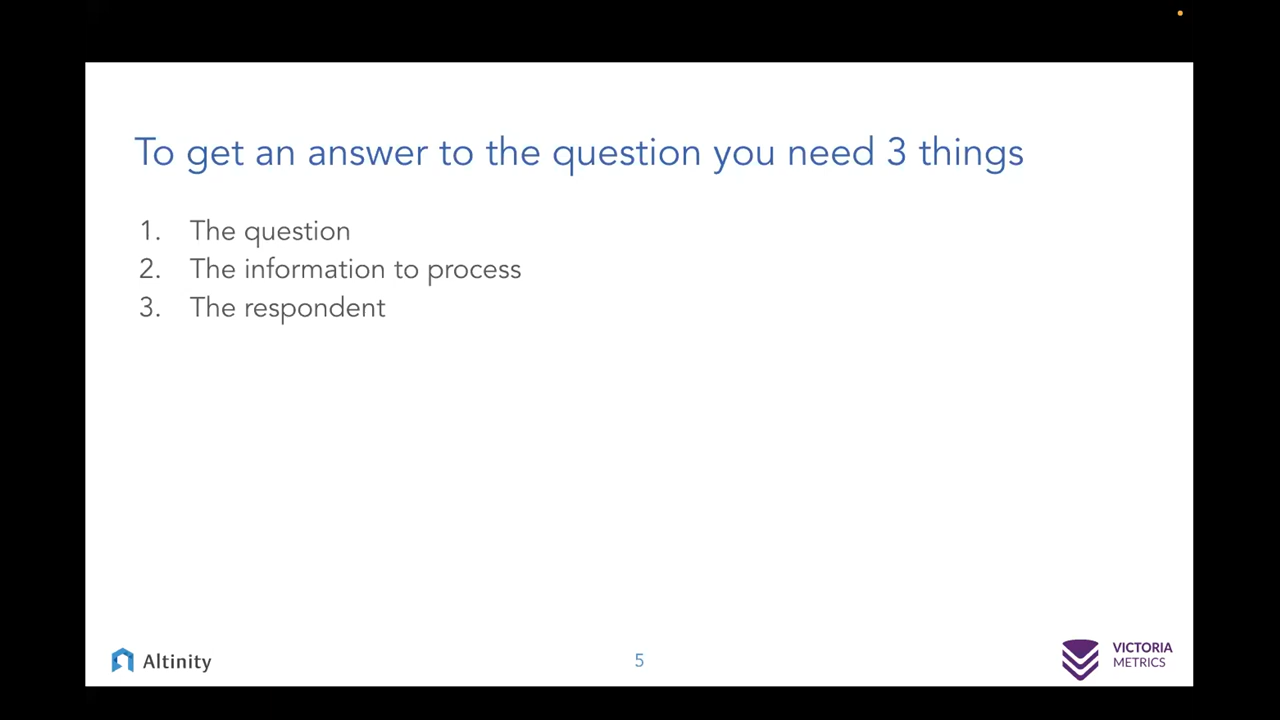 To get an answer to the question you need 3 things
1. The question
2. The information to process
3. The respondent
Altinity
5
VICTORIA
METRICS